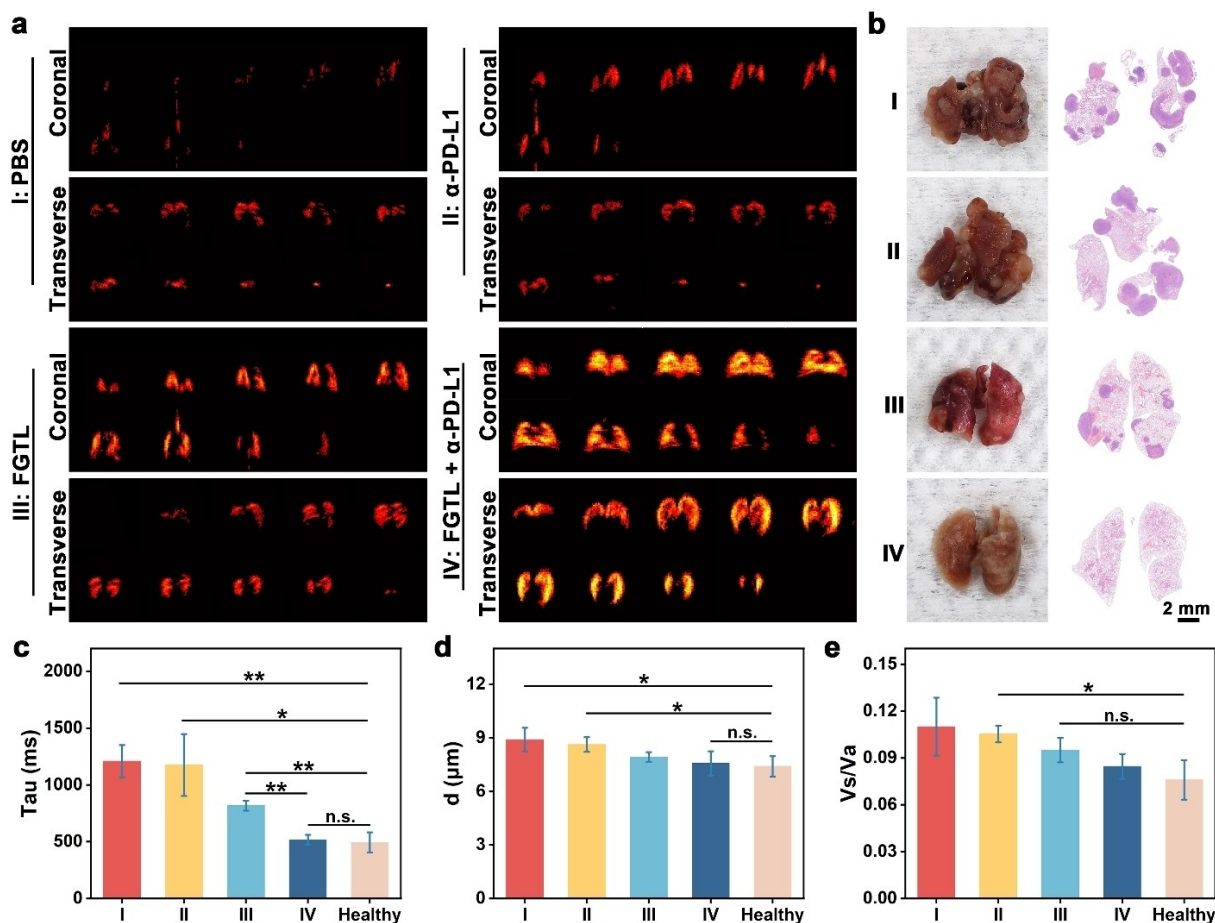 a
I: PBS
Coronal
Transverse
II: α-PD-L1
Coronal
Transverse
III: FGTL
Coronal
Transverse
IV: FGTL + α-PD-L1
Coronal
Transverse
b
I
II
III
IV
2 mm
c
Tau (ms)
2000
1500
1000
500
0
**
*
**
**
n.s.
I II III IV Healthy
d
d (μm)
12
9
6
3
0
*
*
n.s.
I II III IV Healthy
e
Vs/Va
0.15
0.12
0.09
0.06
0.03
0.00
*
n.s.
I II III IV Healthy